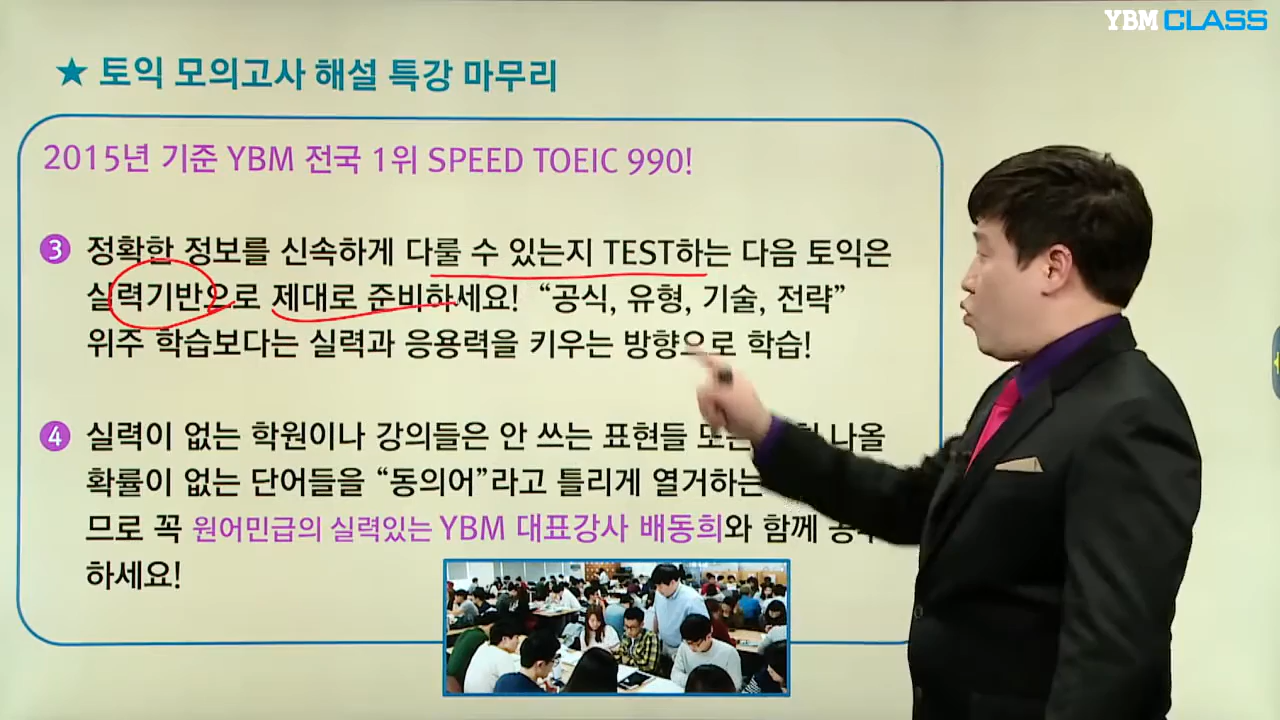 YBM CLASS
★ 토익 모의고사 해설 특강 마무리
2015년 기준 YBM 전국 1위 SPEED TOEIC 990!
3 정확한 정보를 신속하게 다룰 수 있는지 TEST하는 다음 토익은
실력기반으로 제대로 준비하세요! “공식, 유형, 기술, 전략”
위주 학습보다는 실력과 응용력을 키우는 방향으로 학습!
4 실력이 없는 학원이나 강의들은 안 쓰는 표현들 또는 나올
확률이 없는 단어들을 “동의어”라고 틀리게 열거하는
므로 꼭 원어민급의 실력있는 YBM 대표강사 배동희와 함께
하세요!